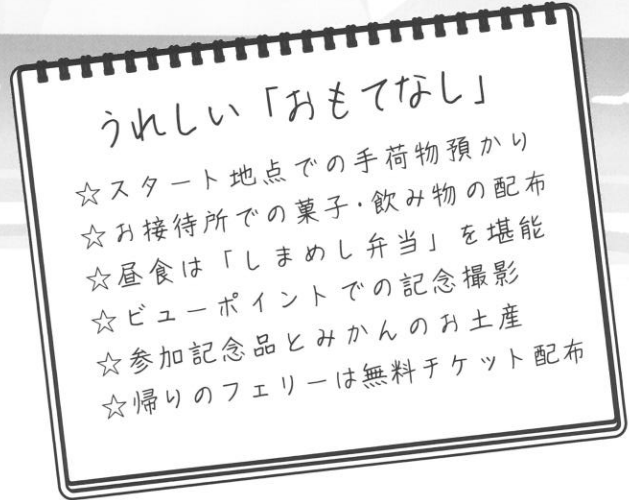 うれしい「おもてなし」
☆スタート地点での手荷物預かり
☆お接待所での菓子・飲み物の配布
☆昼食は「しまめし弁当」を堪能
☆ビューポイントでの記念撮影
☆参加記念品とみかんのお土産
☆帰りのフェリーは無料チケット配布